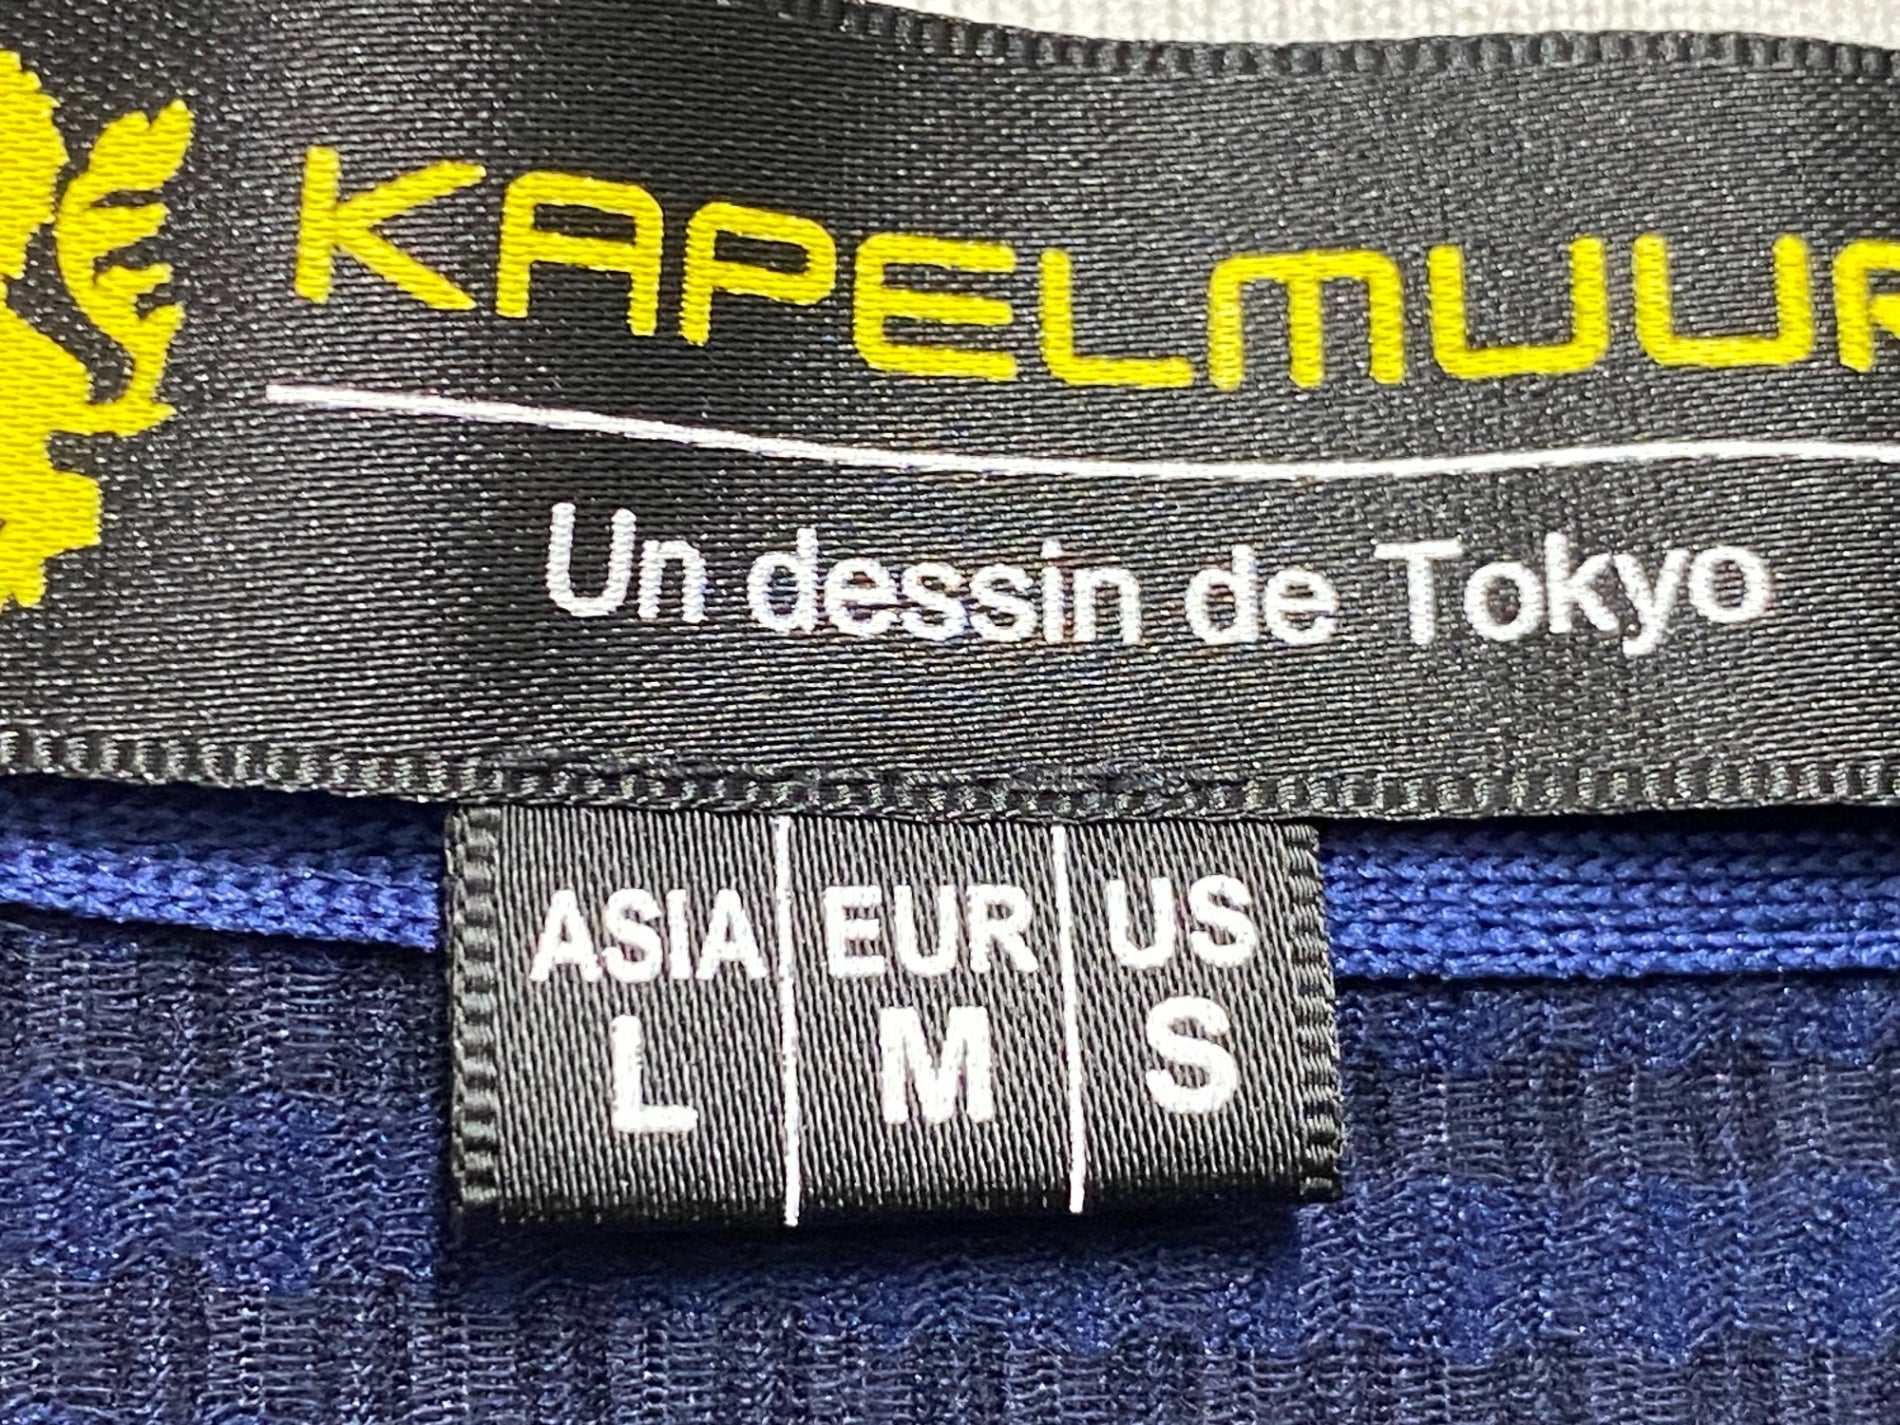 KAPELMUUR
Un dessin de Tokyo
ASIA EUR US
L M S